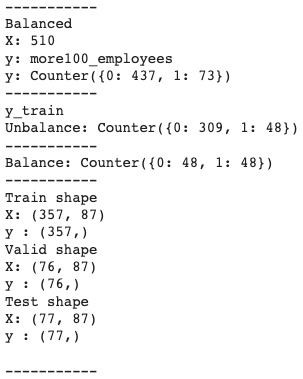 -----------
Balanced
X: 510
y: more100_employees
y: Counter({0: 437, 1: 73})
-----------
y_train
Unbalance: Counter({0: 309, 1: 48})
-----------
Balance: Counter({0: 48, 1: 48})
-----------
Train shape
X: (357, 87)
y : (357,)
Valid shape
X: (76, 87)
y : (76,)
Test shape
X: (77, 87)
y : (77,)
-----------